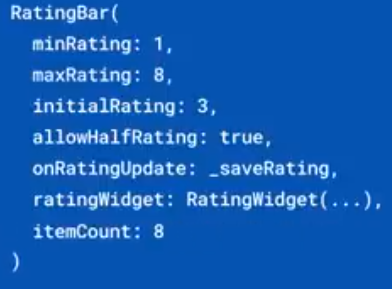 RatingBar(
  minRating: 1,
  maxRating: 8,
  initialRating: 3,
  allowHalfRating: true,
  onRatingUpdate: _saveRating,
  ratingWidget: RatingWidget(...),
  itemCount: 8
)